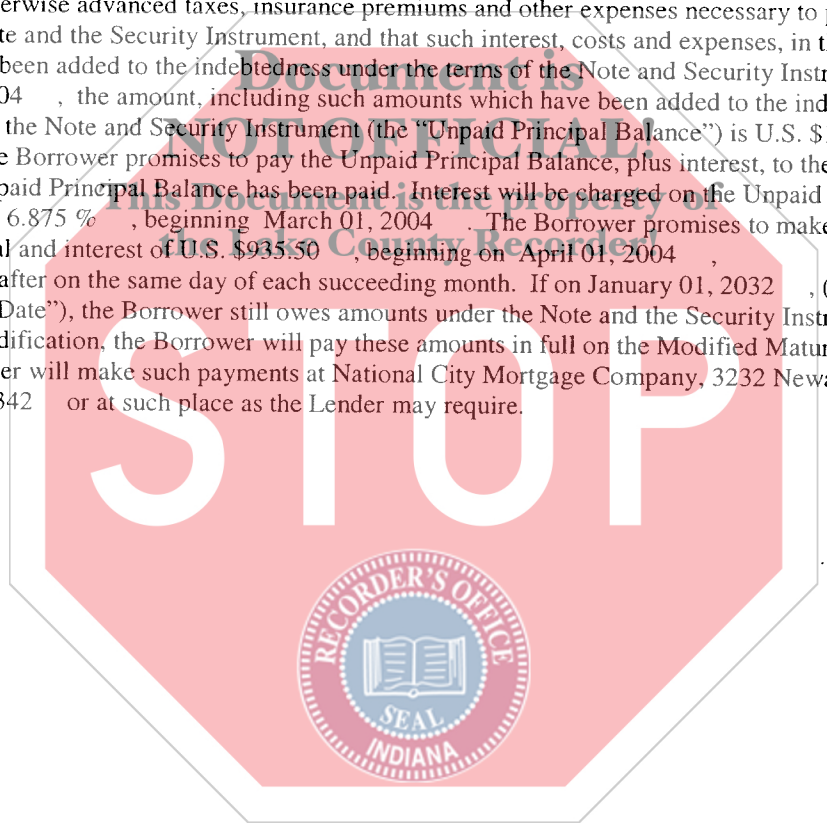 erwise advanced taxes, insurance premiums and other expenses necessary to
te and the Security Instrument, and that such interest, costs and expenses, in
been added to the indebtedness under the terms of the Note and Security Instr
04 , the amount, including such amounts which have been added to the ind
the Note and Security Instrument (the “Unpaid Principal Balance”) is U.S. $
e Borrower promises to pay the Unpaid Principal Balance, plus interest, to the
paid Principal Balance has been paid. Interest will be charged on the Unpaid
6.875 % , beginning March 01, 2004 . The Borrower promises to make
al and interest of U.S. $935.50 , beginning on April 01, 2004 ,
after on the same day of each succeeding month. If on January 01, 2032 , (
Date”), the Borrower still owes amounts under the Note and the Security Instr
dification, the Borrower will pay these amounts in full on the Modified Matur
er will make such payments at National City Mortgage Company, 3232 Newa
342 or at such place as the Lender may require.
Document is
NOT OFFICIAL!
This Document is the property of
the Lake County Recorder!
STOP
RECORDER'S OFFICE
SEAL
INDIANA